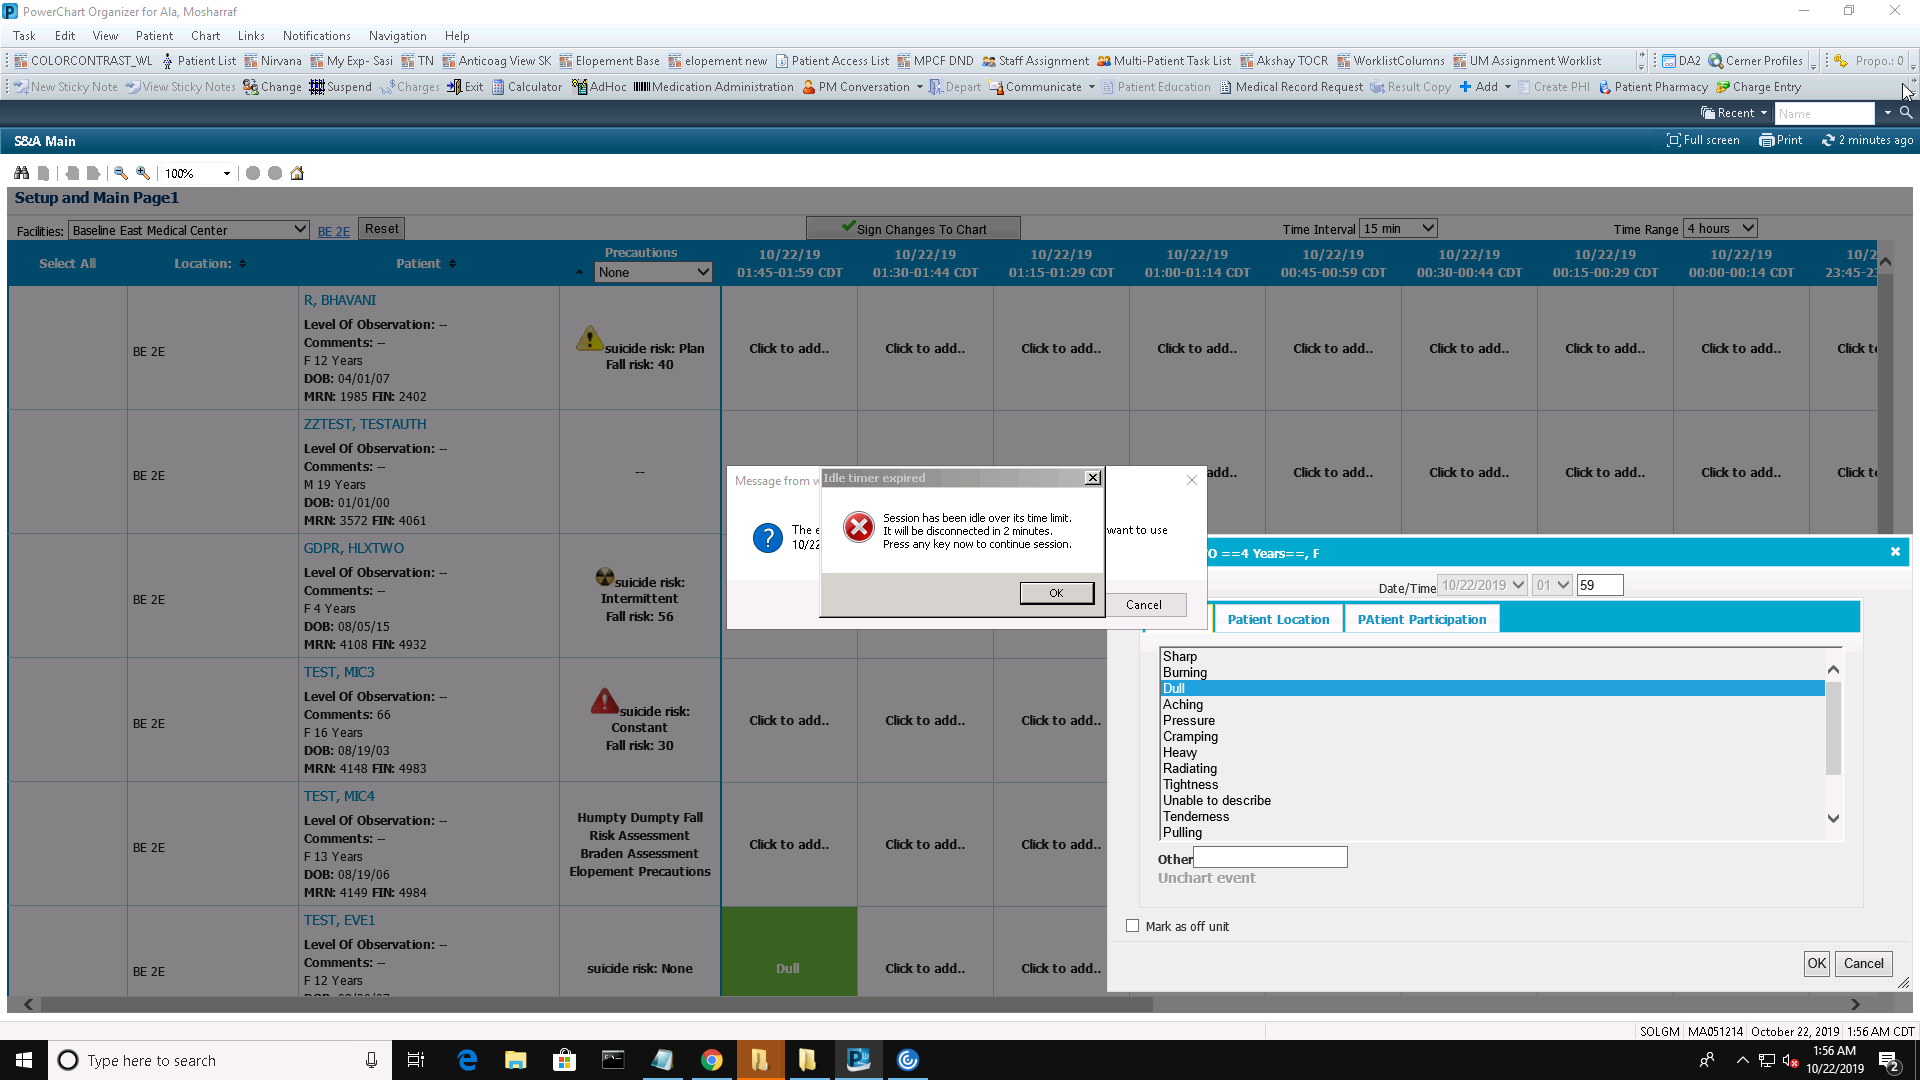 PowerChart Organizer for Ala, Mosharraf
Task Edit View Patient Chart Links Notifications Navigation Help
COLORCONTRAST_WL Patient List Nirvana My Exp- Sasi TN Anticoag View SK Elopement Base elopement new Patient Access List MPCF DND Staff Assignment Multi-Patient Task List Akshay TOCR WorklistColumns UM Assignment Worklist DA2 Cerner Profiles Propo.: 0
New Sticky Note View Sticky Notes Change Suspend Charges Exit Calculator AdHoc Medication Administration PM Conversation Depart Communicate Patient Education Medical Record Request Result Copy Add Create PHI Patient Pharmacy Charge Entry
Recent Name
S&A Main Full screen Print 2 minutes ago
100%
Setup and Main Page1
Facilities: Baseline East Medical Center BE 2E Reset Sign Changes To Chart Time Interval 15 min Time Range 4 hours
Select All Location: Patient Precautions None
10/22/19 10/22/19 10/22/19 10/22/19 10/22/19 10/22/19 10/22/19 10/22/19 10/2
01:45-01:59 CDT 01:30-01:44 CDT 01:15-01:29 CDT 01:00-01:14 CDT 00:45-00:59 CDT 00:30-00:44 CDT 00:15-00:29 CDT 00:00-00:14 CDT 23:45-2
R, BHAVANI
Level Of Observation: --
Comments: --
F 12 Years
DOB: 04/01/07
MRN: 1985 FIN: 2402
BE 2E
suicide risk: Plan
Fall risk: 40
Click to add.. Click to add.. Click to add.. Click to add.. Click to add.. Click to add.. Click to add.. Click to add.. Click t
ZZTEST, TESTAUTH
Level Of Observation: --
Comments: --
M 19 Years
DOB: 01/01/00
MRN: 3572 FIN: 4061
BE 2E
--
dd.. Click to add.. Click to add.. Click to add.. Click to add.. Click t
GDPR, HLXTWO
Level Of Observation: --
Comments: --
F 4 Years
DOB: 08/05/15
MRN: 4108 FIN: 4932
BE 2E
suicide risk:
Intermittent
Fall risk: 56
TEST, MIC3
Level Of Observation: --
Comments: 66
F 16 Years
DOB: 08/19/03
MRN: 4148 FIN: 4983
BE 2E
suicide risk:
Constant
Fall risk: 30
Click to add.. Click to add.. Click to add..
TEST, MIC4
Level Of Observation: --
Comments: --
F 13 Years
DOB: 08/19/06
MRN: 4149 FIN: 4984
BE 2E
Humpty Dumpty Fall
Risk Assessment
Braden Assessment
Elopement Precautions
Click to add.. Click to add.. Click to add..
TEST, EVE1
Level Of Observation: --
Comments: --
F 12 Years
BE 2E
suicide risk: None
Dull Click to add.. Click to add..
Message from w
The e
10/22
want to use
Cancel
Idle timer expired
Session has been idle over its time limit.
It will be disconnected in 2 minutes.
Press any key now to continue session.
OK
O ==4 Years==, F
Date/Time 10/22/2019 01 59
Patient Location PAtient Participation
Sharp
Burning
Dull
Aching
Pressure
Cramping
Heavy
Radiating
Tightness
Unable to describe
Tenderness
Pulling
Other
Unchart event
Mark as off unit
OK Cancel
SOLGM MA051214 October 22, 2019 1:56 AM CDT
Type here to search
1:56 AM
10/22/2019
2